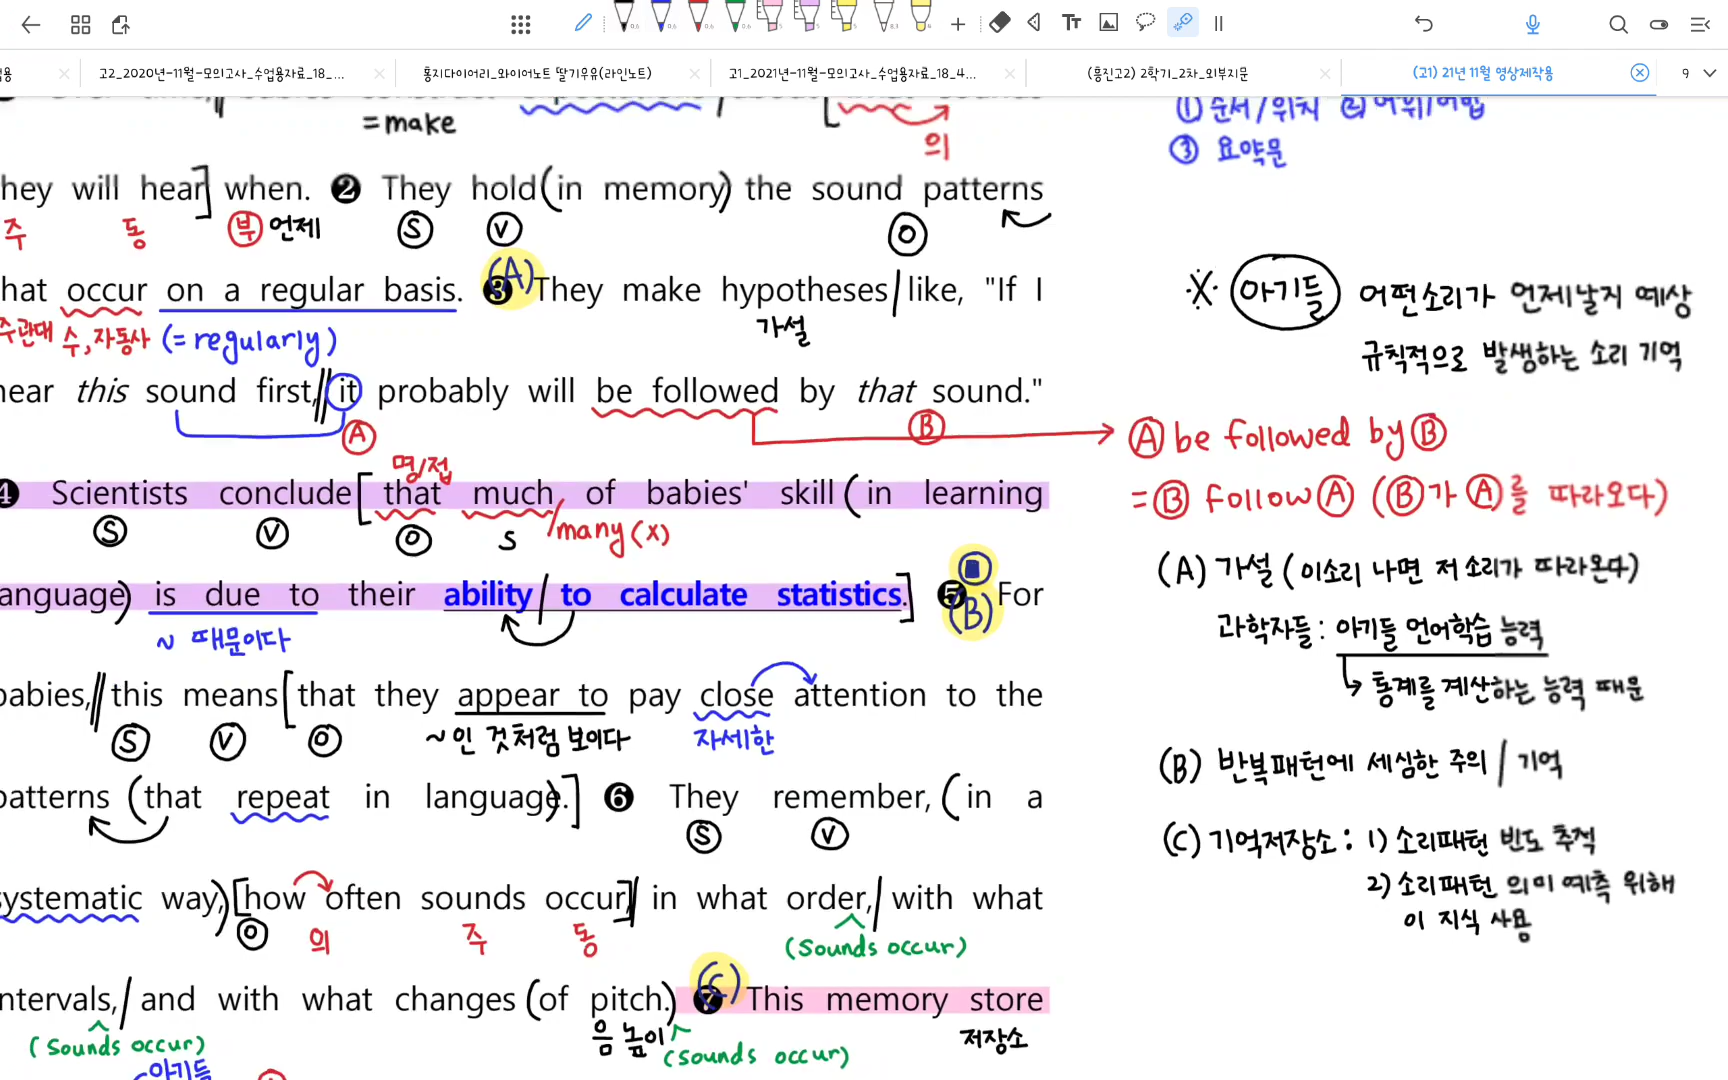 고2_2020년-11월-모의고사_수업용자료_18_...
홍지다이어리_와이어노트 딸기우유(라인노트)
고1_2021년-11월-모의고사_수업용자료_18_4...
(홍진고2) 2학기_2차_외부지문
(고1) 21년 11월 영상제작용
9
= make
의
① 순서/위치 ② 어휘/어법
③ 요약문
hey will hear] when. ❷ They hold (in memory) the sound patterns
주 동 부 언제 S V O
hat occur on a regular basis. ❸ (A) They make hypotheses / like, "If I
주관대 수, 자동사 (= regularly) 가설
※ 아기들 어떤소리가 언제날지 예상
규칙적으로 발생하는 소리 기억
near this sound first, // it probably will be followed by that sound."
A B
Ⓐ be followed by Ⓑ
명/접
4 Scientists conclude [that much of babies' skill (in learning
S V O S /many (x)
= Ⓑ follow Ⓐ (Ⓑ가 Ⓐ를 따라오다)
(A) 가설 (이소리 나면 저 소리가 따라온다)
anguage) is due to their ability / to calculate statistics.] ❺ (B) For
~ 때문이다
과학자들 : 아기들 언어학습 능력
↳ 통계를 계산하는 능력 때문
babies, // this means [that they appear to pay close attention to the
S V O ~인 것처럼 보이다 자세한
(B) 반복패턴에 세심한 주의 / 기억
patterns (that repeat in language).] ❻ They remember, (in a
S V
(C) 기억저장소 : 1) 소리패턴 빈도 추적
2) 소리패턴 의미 예측 위해
이 지식 사용
systematic way,) [how often sounds occur,] / in what order, / with what
O 의 주 동 (Sounds occur)
ntervals, / and with what changes (of pitch.) ❼ (C) This memory store
(Sounds occur) 음 높이 (Sounds occur) 저장소
아기들